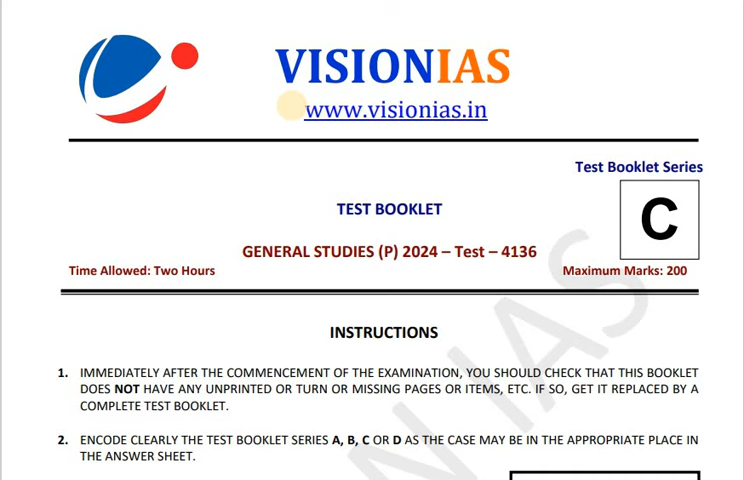 VISIONIAS
www.visionias.in
Test Booklet Series
TEST BOOKLET
C
GENERAL STUDIES (P) 2024 – Test – 4136
Time Allowed: Two Hours
Maximum Marks: 200
INSTRUCTIONS
1. IMMEDIATELY AFTER THE COMMENCEMENT OF THE EXAMINATION, YOU SHOULD CHECK THAT THIS BOOKLET
DOES NOT HAVE ANY UNPRINTED OR TURN OR MISSING PAGES OR ITEMS, ETC. IF SO, GET IT REPLACED BY A
COMPLETE TEST BOOKLET.
2. ENCODE CLEARLY THE TEST BOOKLET SERIES A, B, C OR D AS THE CASE MAY BE IN THE APPROPRIATE PLACE IN
THE ANSWER SHEET.
N IAS